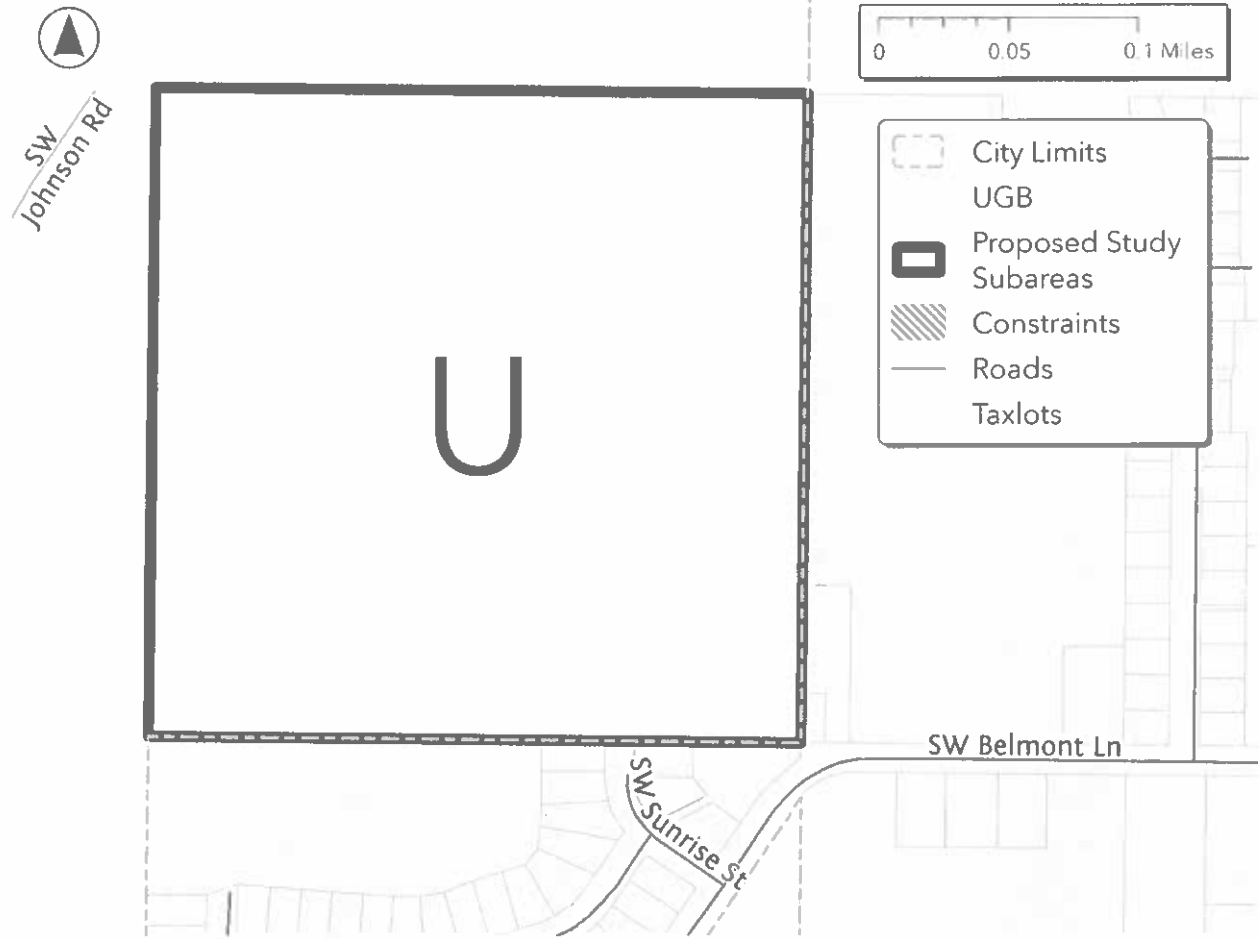 0 0.05 0.1 Miles
SW
Johnson Rd
City Limits
UGB
Proposed Study
Subareas
Constraints
Roads
Taxlots
U
SW Belmont Ln
SW Sunrise St